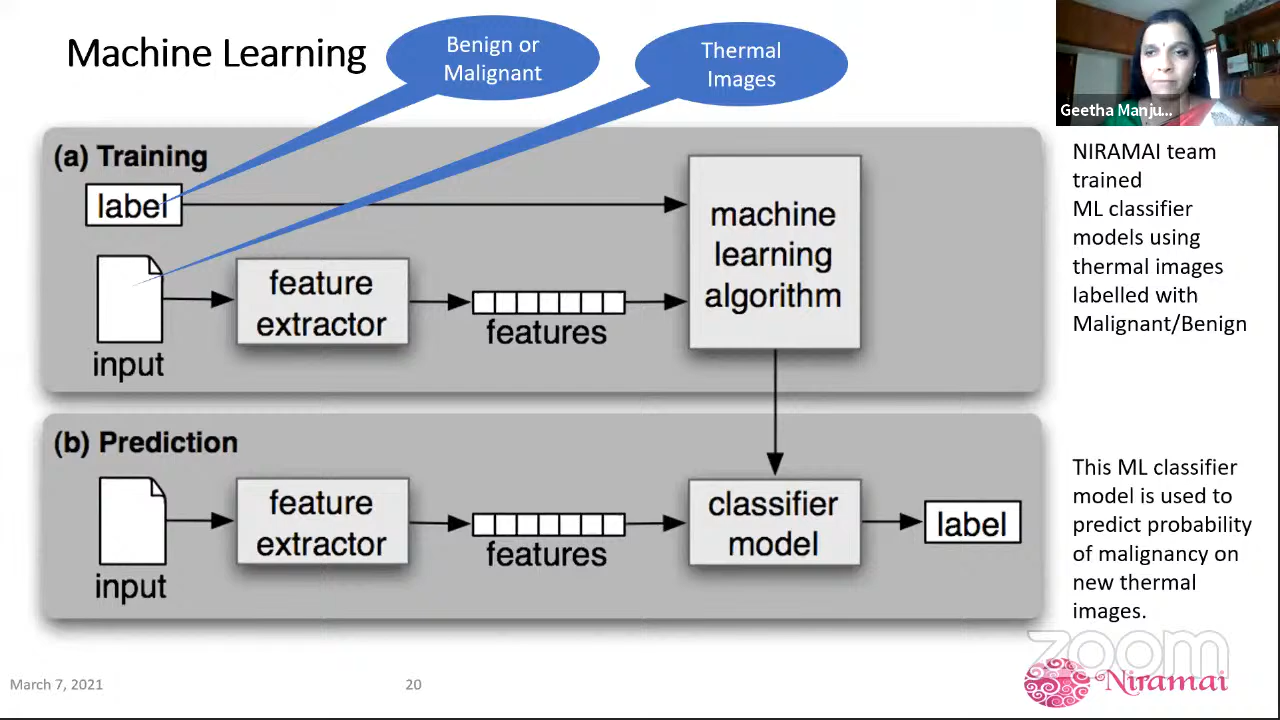 Machine Learning
Benign or
Malignant
Thermal
Images
Geetha Manju...
(a) Training
label
input
feature
extractor
features
machine
learning
algorithm
NIRAMAI team
trained
ML classifier
models using
thermal images
labelled with
Malignant/Benign
(b) Prediction
input
feature
extractor
features
classifier
model
label
This ML classifier
model is used to
predict probability
of malignancy on
new thermal
images.
zoom
Niramai
March 7, 2021
20